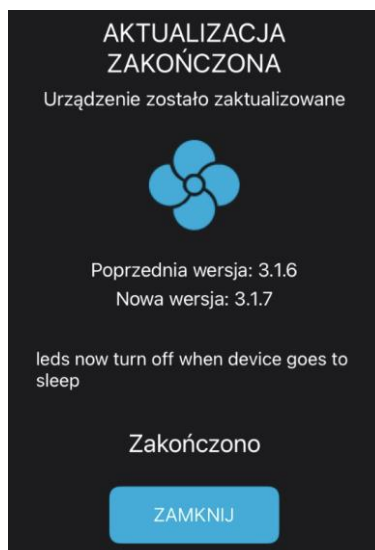 AKTUALIZACJA
ZAKOŃCZONA
Urządzenie zostało zaktualizowane
Poprzednia wersja: 3.1.6
Nowa wersja: 3.1.7
leds now turn off when device goes to
sleep
Zakończono
ZAMKNIJ